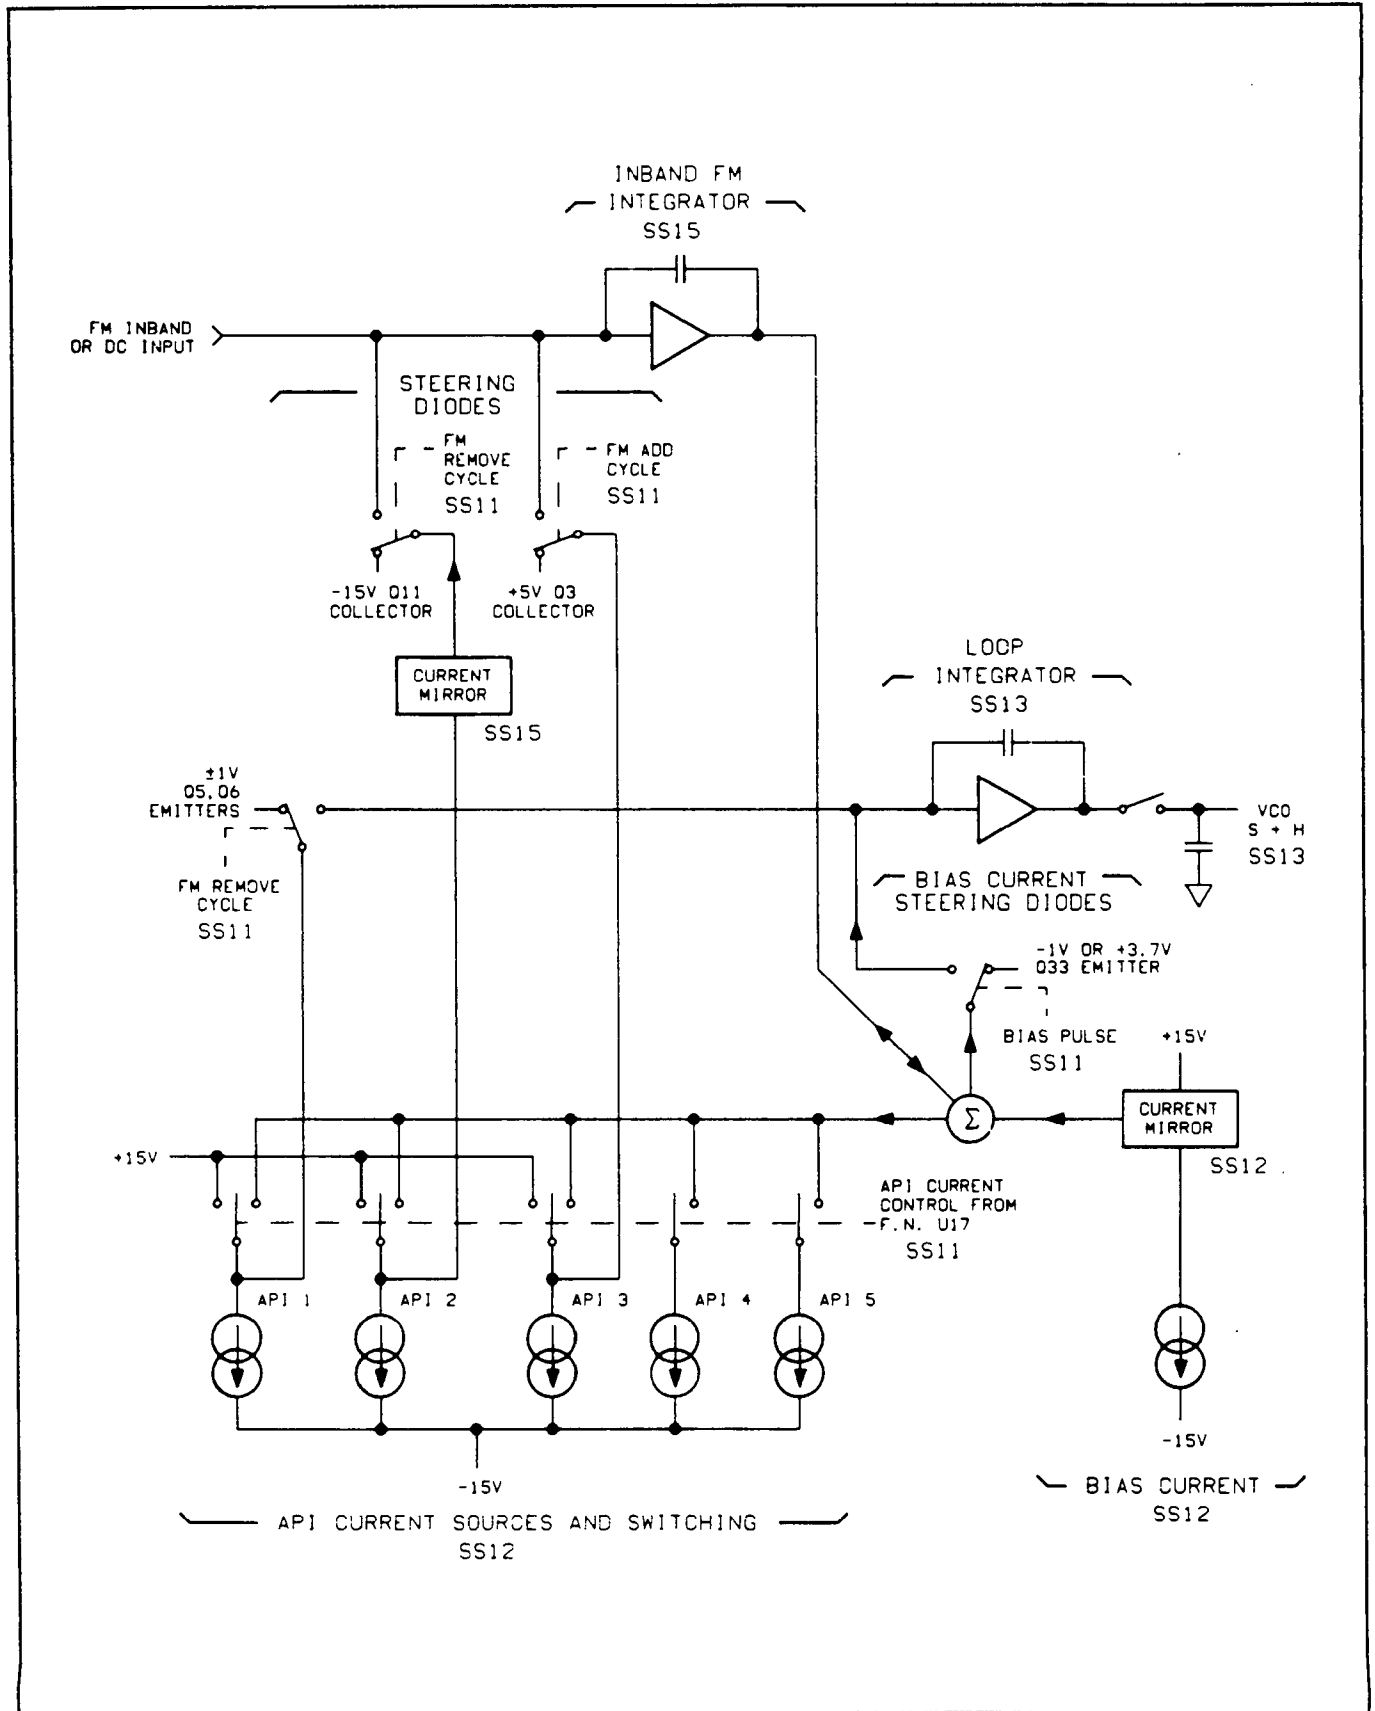 INBAND FM
INTEGRATOR
SS15
FM INBAND
OR DC INPUT
STEERING
DIODES
FM
REMOVE
CYCLE
SS11
FM ADD
CYCLE
SS11
-15V Q11
COLLECTOR
+5V Q3
COLLECTOR
CURRENT
MIRROR
SS15
LOOP
INTEGRATOR
SS13
±1V
Q5,Q6
EMITTERS
FM REMOVE
CYCLE
SS11
VCO
S + H
SS13
BIAS CURRENT
STEERING DIODES
-1V OR +3.7V
Q33 EMITTER
BIAS PULSE
SS11
+15V
CURRENT
MIRROR
SS12
Σ
+15V
API CURRENT
CONTROL FROM
F.N. U17
SS11
API 1
API 2
API 3
API 4
API 5
-15V
-15V
BIAS CURRENT
SS12
API CURRENT SOURCES AND SWITCHING
SS12